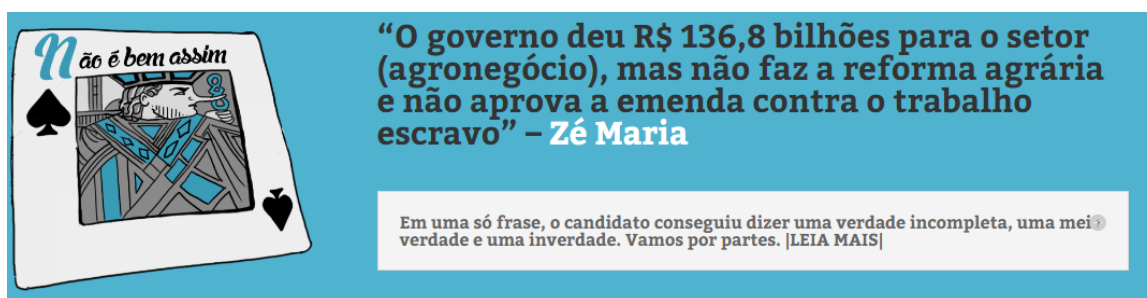 Não é bem assim
“O governo deu R$ 136,8 bilhões para o setor
(agronegócio), mas não faz a reforma agrária
e não aprova a emenda contra o trabalho
escravo” – Zé Maria
Em uma só frase, o candidato conseguiu dizer uma verdade incompleta, uma mei
verdade e uma inverdade. Vamos por partes. |LEIA MAIS|